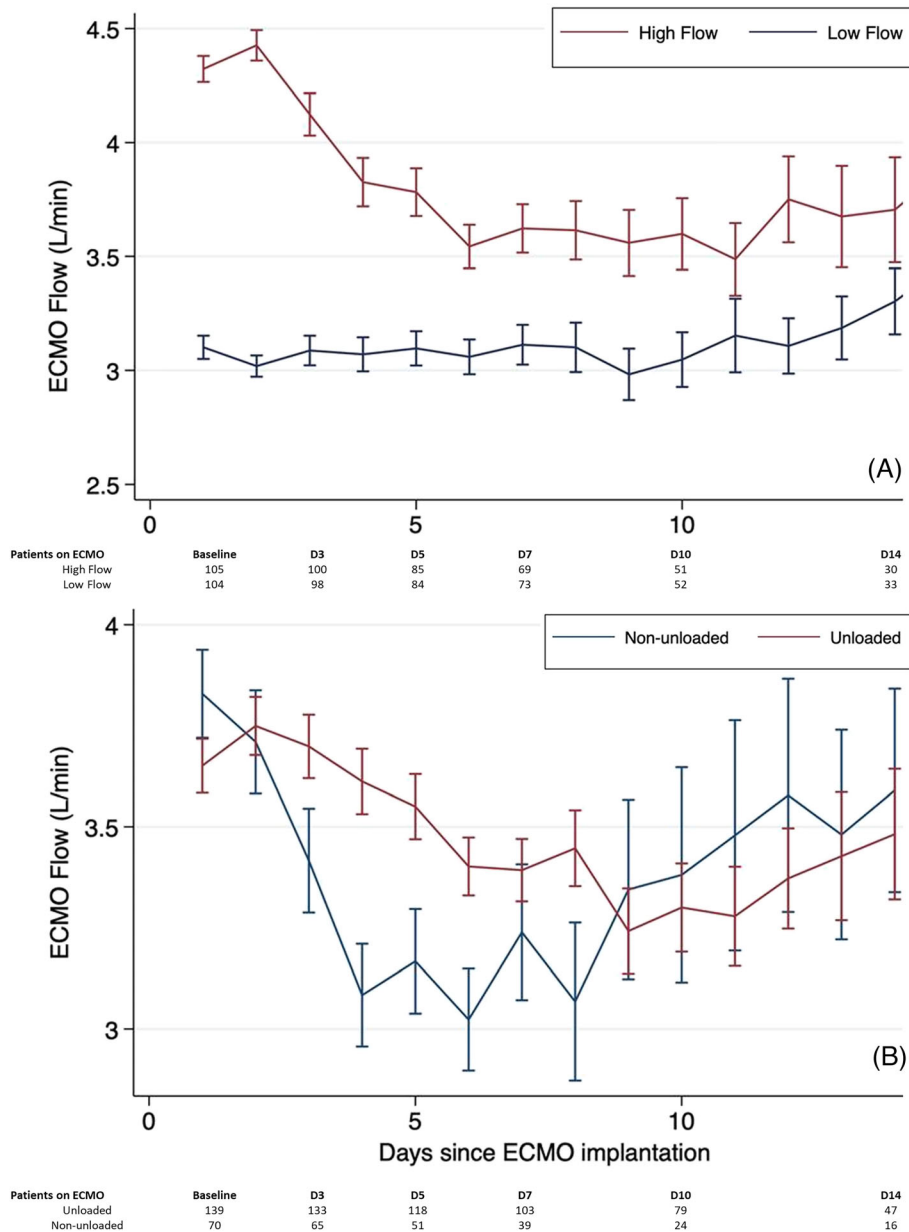 High Flow Low Flow
4.5
4
3.5
3
2.5
ECMO Flow (L/min)
(A)
0 5 10
Patients on ECMO Baseline D3 D5 D7 D10 D14
High Flow 105 100 85 69 51 30
Low Flow 104 98 84 73 52 33
Non-unloaded Unloaded
4
3.5
3
ECMO Flow (L/min)
(B)
0 5 10
Days since ECMO implantation
Patients on ECMO Baseline D3 D5 D7 D10 D14
Unloaded 139 133 118 103 79 47
Non-unloaded 70 65 51 39 24 16